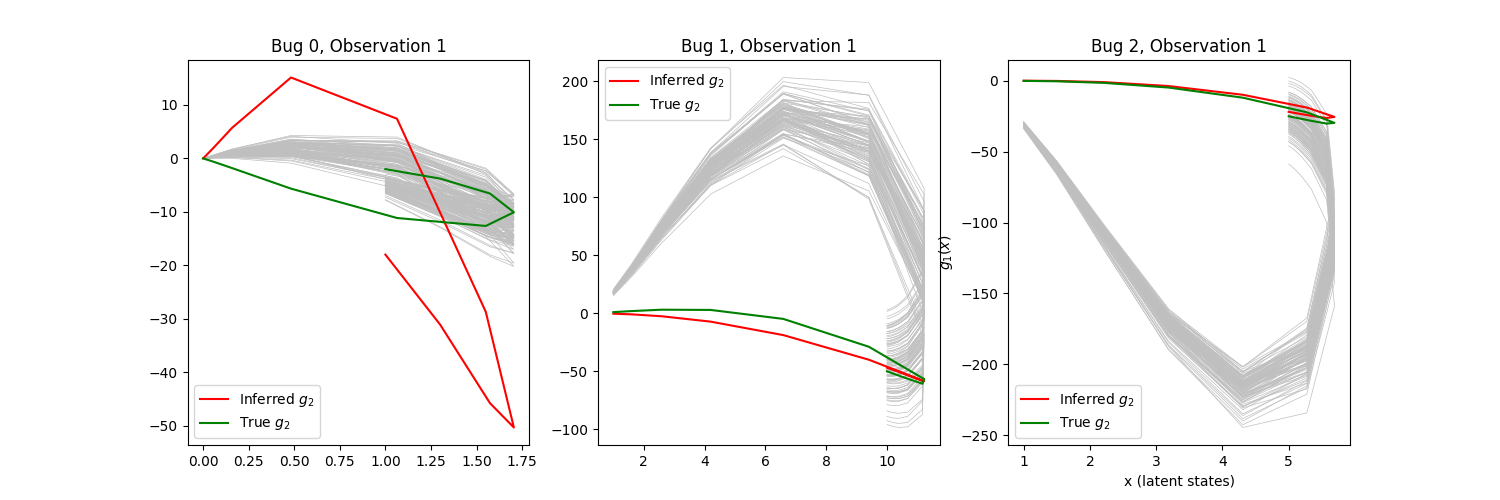 Bug 0, Observation 1
10
0
−10
−20
−30
−40
−50
Inferred g₂
True g₂
0.00 0.25 0.50 0.75 1.00 1.25 1.50 1.75
Bug 1, Observation 1
Inferred g₂
True g₂
200
150
100
50
0
−50
−100
2 4 6 8 10
Bug 2, Observation 1
g₁(x)
0
−50
−100
−150
−200
−250
Inferred g₂
True g₂
1 2 3 4 5
x (latent states)